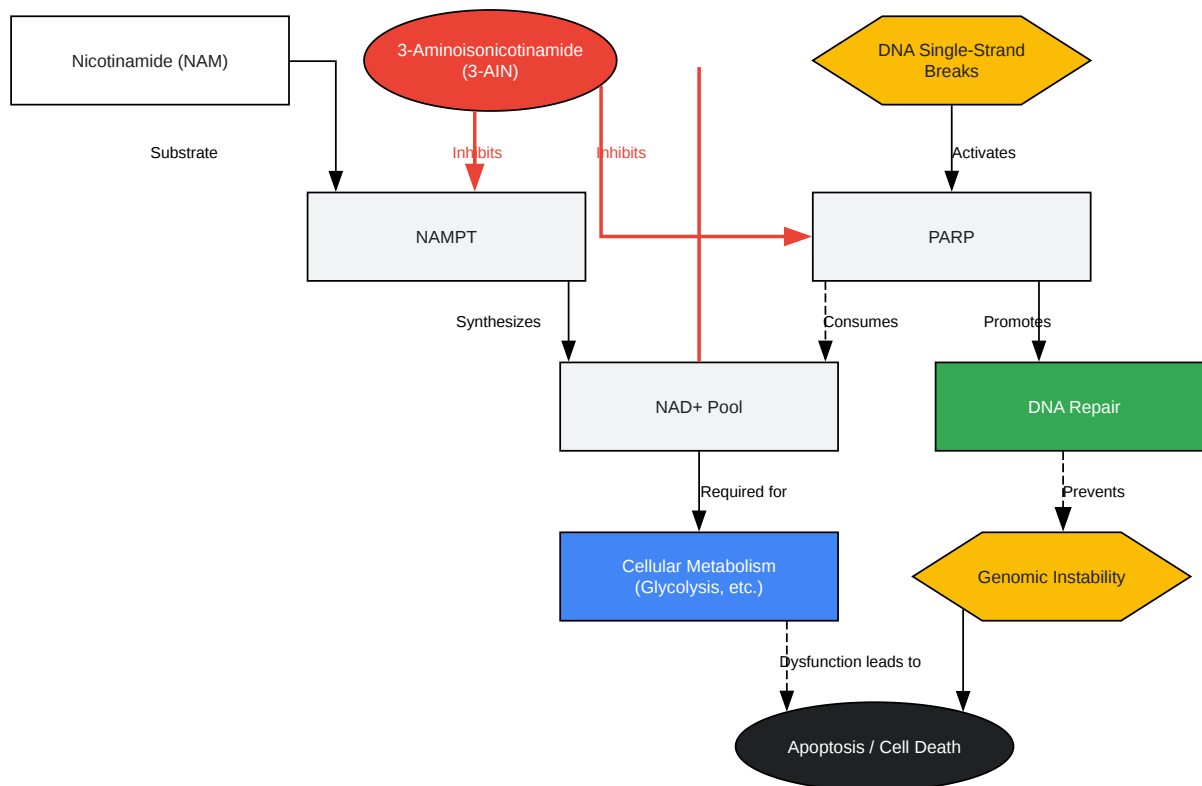 Nicotinamide (NAM)
3-Aminoisonicotinamide
(3-AIN)
DNA Single-Strand
Breaks
Substrate
Inhibits
Inhibits
Activates
NAMPT
PARP
Synthesizes
Consumes
Promotes
NAD+ Pool
DNA Repair
Required for
Prevents
Cellular Metabolism
(Glycolysis, etc.)
Genomic Instability
Dysfunction leads to
Apoptosis / Cell Death